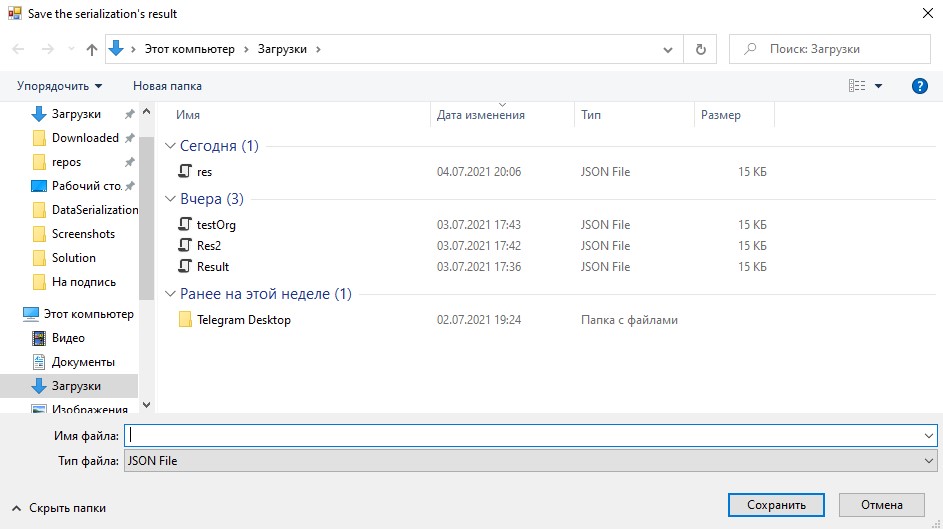 Save the serialization's result
Этот компьютер Загрузки
Поиск: Загрузки
Упорядочить Новая папка
Загрузки
Downloaded
repos
Рабочий сто.
DataSerialization
Screenshots
Solution
На подпись
Этот компьютер
Видео
Документы
Загрузки
Изображения
Имя Дата изменения Тип Размер
Сегодня (1)
res 04.07.2021 20:06 JSON File 15 КБ
Вчера (3)
testOrg 03.07.2021 17:43 JSON File 15 КБ
Res2 03.07.2021 17:42 JSON File 15 КБ
Result 03.07.2021 17:36 JSON File 15 КБ
Ранее на этой неделе (1)
Telegram Desktop 02.07.2021 19:24 Папка с файлами
Имя файла:
Тип файла: JSON File
Скрыть папки
Сохранить Отмена